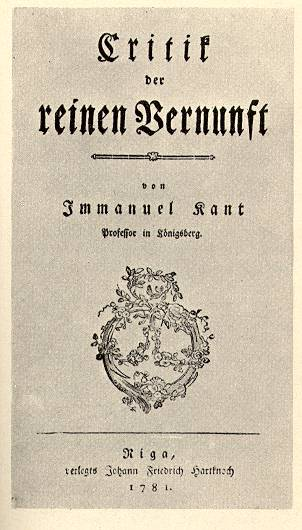 Critik
der
reinen Vernunft
von
Immanuel Kant
Professor in Königsberg.
Riga,
verlegts Johann Friedrich Hartknoch
1781.